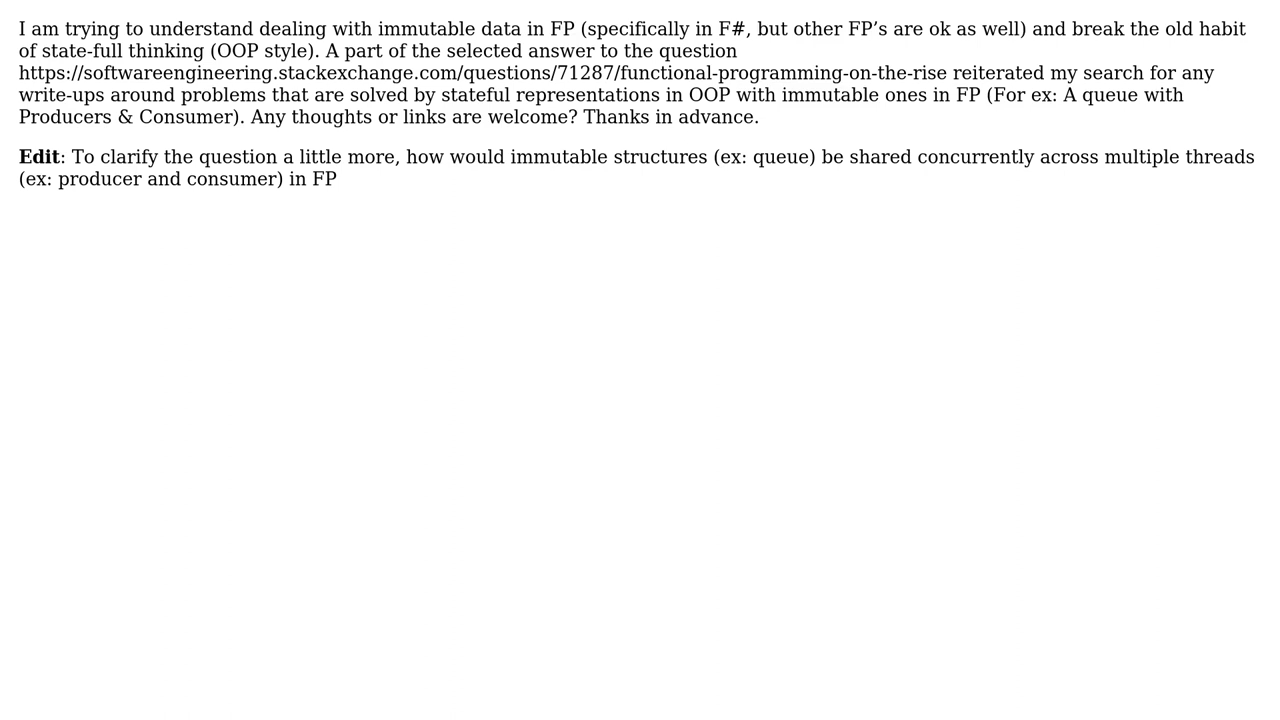 I am trying to understand dealing with immutable data in FP (specifically in F#, but other FP’s are ok as well) and break the old habit
of state-full thinking (OOP style). A part of the selected answer to the question
https://softwareengineering.stackexchange.com/questions/71287/functional-programming-on-the-rise reiterated my search for any
write-ups around problems that are solved by stateful representations in OOP with immutable ones in FP (For ex: A queue with
Producers & Consumer). Any thoughts or links are welcome? Thanks in advance.
Edit: To clarify the question a little more, how would immutable structures (ex: queue) be shared concurrently across multiple threads
(ex: producer and consumer) in FP